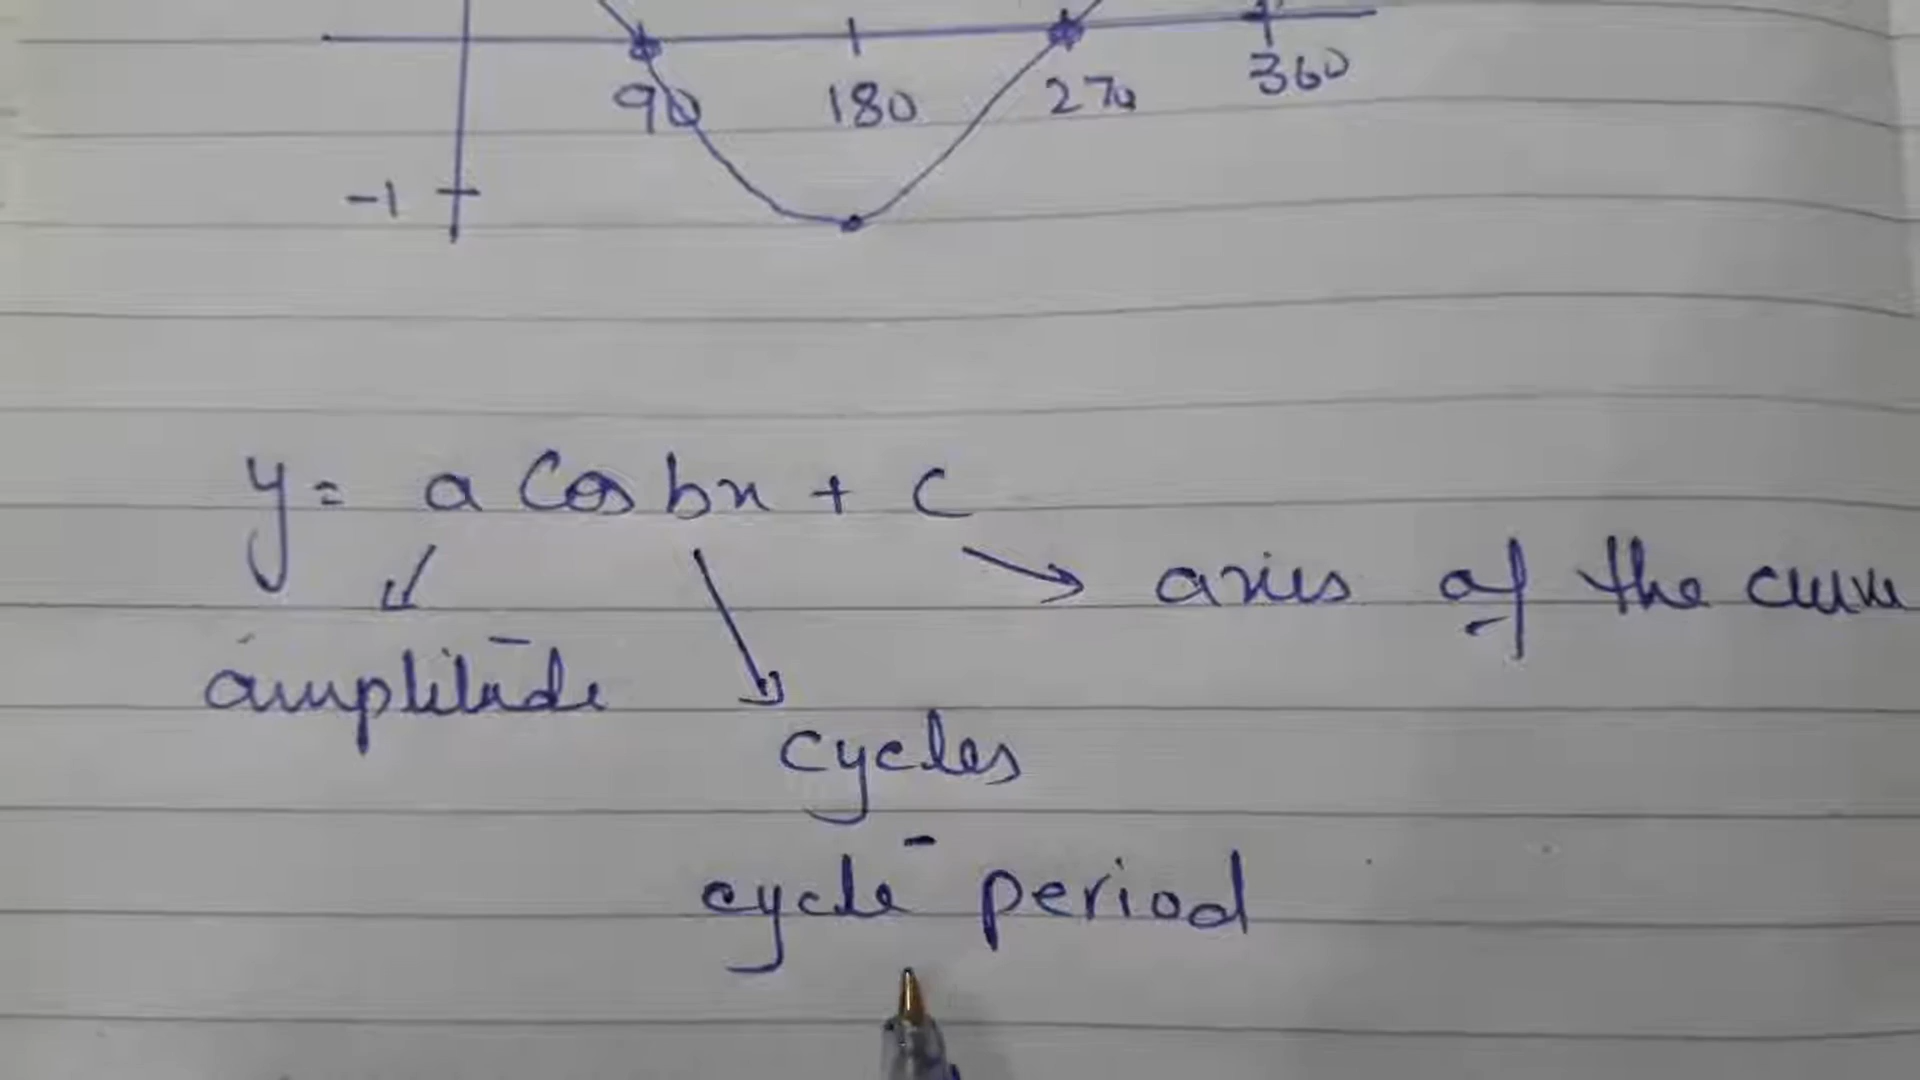 90 180 270 360
-1
y = a Cos bx + c
axis of the curve
amplitude
cycles
cycle period